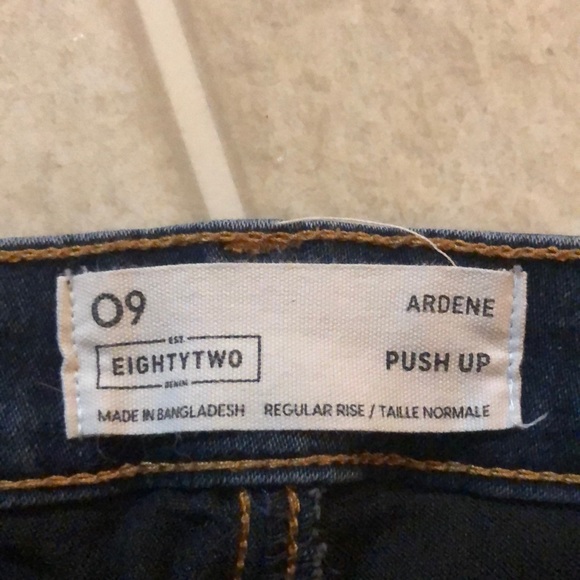 09
ARDENE
EST.
EIGHTYTWO
DENIM
PUSH UP
MADE IN BANGLADESH
REGULAR RISE / TAILLE NORMALE